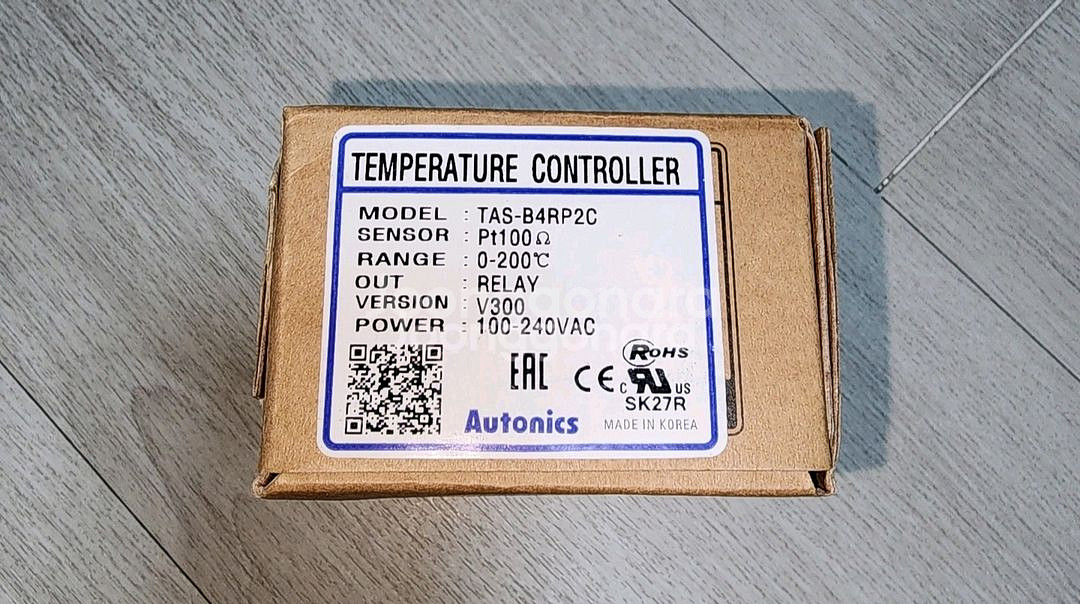 TEMPERATURE CONTROLLER
MODEL : TAS-B4RP2C
SENSOR : Pt100Ω
RANGE : 0-200℃
OUT : RELAY
VERSION : V300
POWER : 100-240VAC
RoHS
EAC CE c RU US
SK27R
Autonics MADE IN KOREA